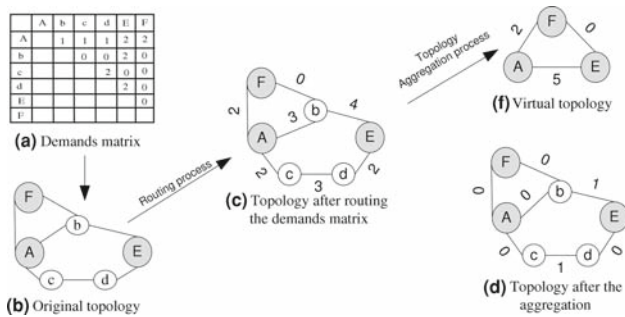 A b c d E F
A 1 1 1 2 2
b 0 0 2 0
c 2 0 0
d 2 0
E 0
F
(a) Demands matrix
Routing process
F
A
b
E
c
d
(b) Original topology
F
0
b
2
3
4
A
E
2
c
3
d
2
(c) Topology after routing
the demands matrix
Topology
Aggregation process
F
2
0
A
5
E
(f) Virtual topology
F
0
b
0
0
1
A
E
0
c
1
d
0
(d) Topology after the
aggregation